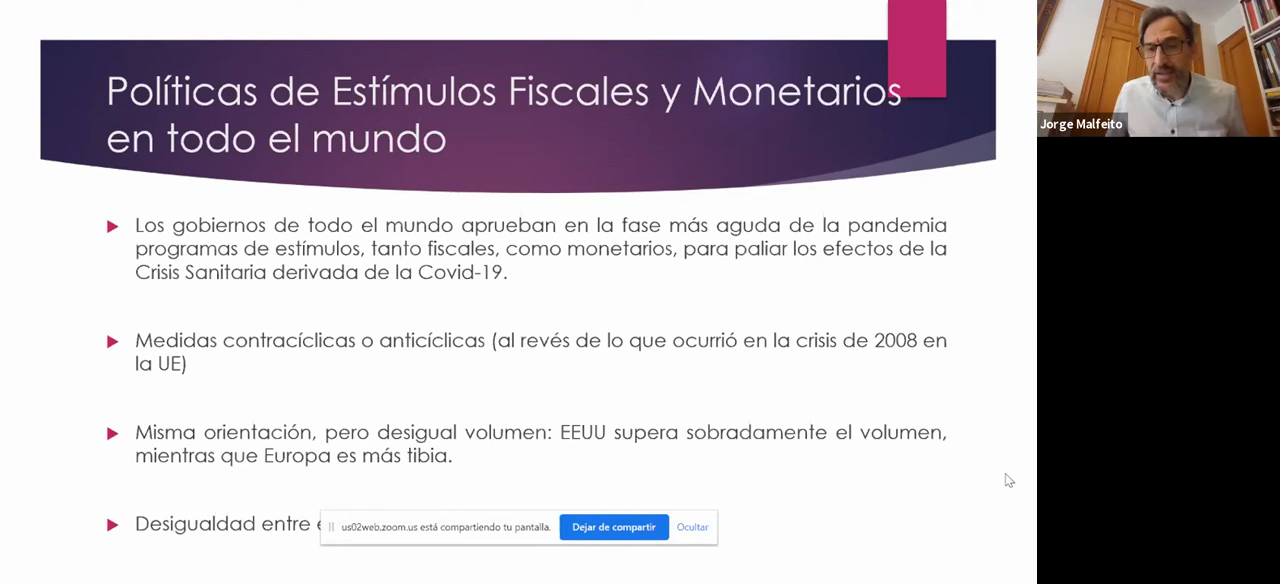 Políticas de Estímulos Fiscales y Monetarios
en todo el mundo
Los gobiernos de todo el mundo aprueban en la fase más aguda de la pandemia
programas de estímulos, tanto fiscales, como monetarios, para paliar los efectos de la
Crisis Sanitaria derivada de la Covid-19.
Medidas contracíclicas o anticíclicas (al revés de lo que ocurrió en la crisis de 2008 en
la UE)
Misma orientación, pero desigual volumen: EEUU supera sobradamente el volumen,
mientras que Europa es más tibia.
Desigualdad entre
us02web.zoom.us está compartiendo tu pantalla. Dejar de compartir Ocultar
Jorge Malfeito